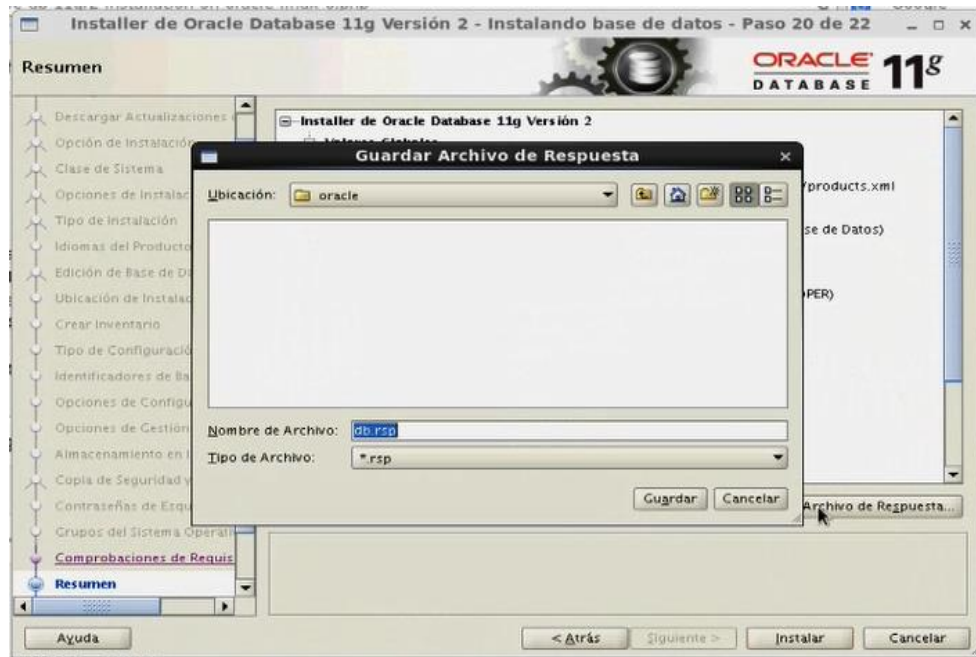 Installer de Oracle Database 11g Versión 2 - Instalando base de datos - Paso 20 de 22
Resumen
ORACLE
DATABASE
11g
Descargar Actualizaciones
Opción de Instalación
Clase de Sistema
Opciones de Instalac
Tipo de Instalación
Idiomas del Producto
Edición de Base de Da
Ubicación de Instalac
Crear Inventario
Tipo de Configuració
Identificadores de Ba
Opciones de Configu
Opciones de Gestión
Almacenamiento en
Copia de Seguridad y
Contraseñas de Esqu
Grupos del Sistema Operati
Comprobaciones de Requis
Resumen
Installer de Oracle Database 11g Versión 2
/products.xml
se de Datos)
OPER)
Archivo de Respuesta...
Guardar Archivo de Respuesta
Ubicación: oracle
Nombre de Archivo: db.rsp
Tipo de Archivo: *.rsp
Guardar Cancelar
Ayuda < Atrás Siguiente > Instalar Cancelar